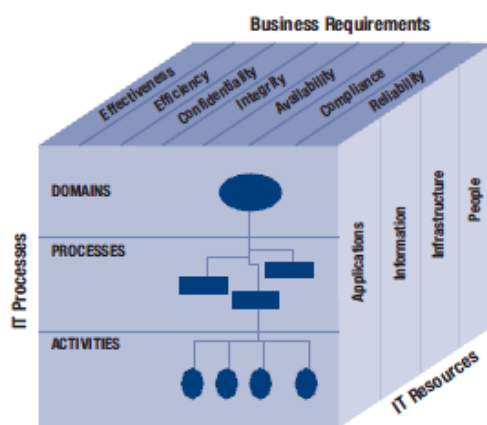 Business Requirements
Effectiveness
Efficiency
Confidentiality
Integrity
Availability
Compliance
Reliability
DOMAINS
PROCESSES
ACTIVITIES
IT Processes
Applications
Information
Infrastructure
People
IT Resources